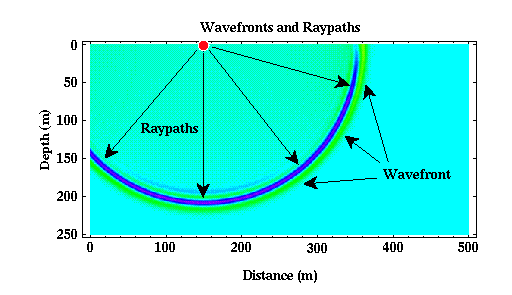 Wavefronts and Raypaths
0
50
100
150
200
250
Depth (m)
Raypaths
Wavefront
0 100 200 300 400 500
Distance (m)